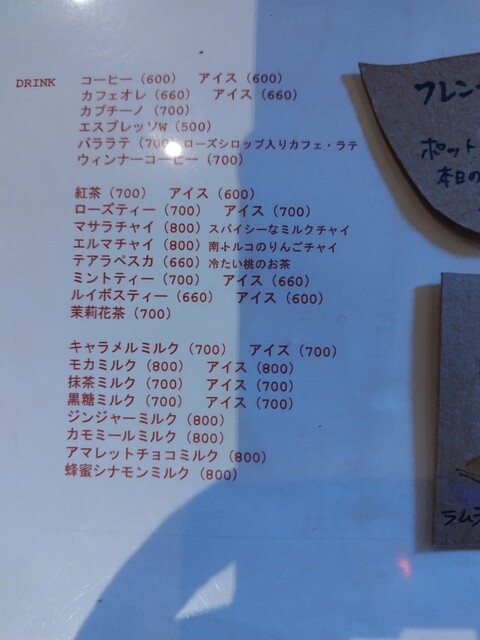 DRINK コーヒー (600) アイス (600)
カフェオレ (660) アイス (660)
カプチーノ (700)
エスプレッソW (500)
バララテ (700) ローズシロップ入りカフェ・ラテ
ウィンナーコーヒー (700)
紅茶 (700) アイス (600)
ローズティー (700) アイス (700)
マサラチャイ (800) スパイシーなミルクチャイ
エルマチャイ (800) 南トルコのりんごチャイ
テアラペスカ (660) 冷たい桃のお茶
ミントティー (700) アイス (660)
ルイボスティー (660) アイス (600)
茉莉花茶 (700)
キャラメルミルク (700) アイス (700)
モカミルク (800) アイス (800)
抹茶ミルク (700) アイス (700)
黒糖ミルク (700) アイス (700)
ジンジャーミルク (800)
カモミールミルク (800)
アマレットチョコミルク (800)
蜂蜜シナモンミルク (800)
フレン
ポット
本日の
ラム